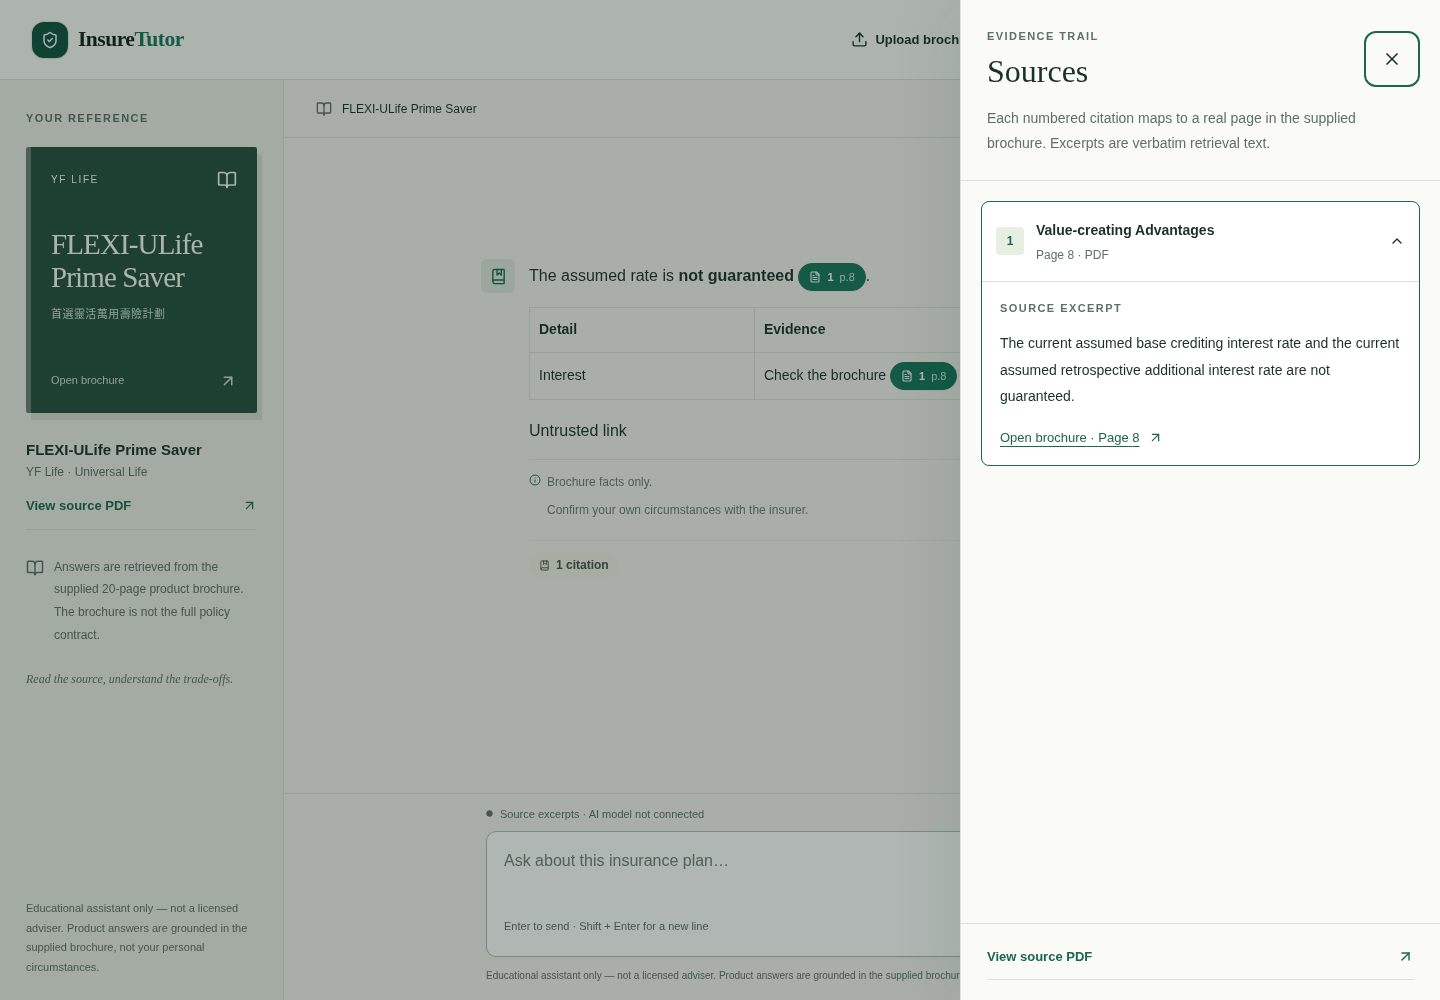 InsureTutor
Upload broch
YOUR REFERENCE
YF LIFE
FLEXI-ULife
Prime Saver
首選靈活萬用壽險計劃
Open brochure
FLEXI-ULife Prime Saver
YF Life · Universal Life
View source PDF
Answers are retrieved from the
supplied 20-page product brochure.
The brochure is not the full policy
contract.
Read the source, understand the trade-offs.
Educational assistant only — not a licensed
adviser. Product answers are grounded in the
supplied brochure, not your personal
circumstances.
FLEXI-ULife Prime Saver
The assumed rate is not guaranteed 1 p.8.
Detail Evidence
Interest Check the brochure 1 p.8
Untrusted link
Brochure facts only.
Confirm your own circumstances with the insurer.
1 citation
Source excerpts · AI model not connected
Ask about this insurance plan…
Enter to send · Shift + Enter for a new line
Educational assistant only — not a licensed adviser. Product answers are grounded in the supplied brochur
EVIDENCE TRAIL
Sources
Each numbered citation maps to a real page in the supplied
brochure. Excerpts are verbatim retrieval text.
1 Value-creating Advantages
Page 8 · PDF
SOURCE EXCERPT
The current assumed base crediting interest rate and the current
assumed retrospective additional interest rate are not
guaranteed.
Open brochure · Page 8
View source PDF